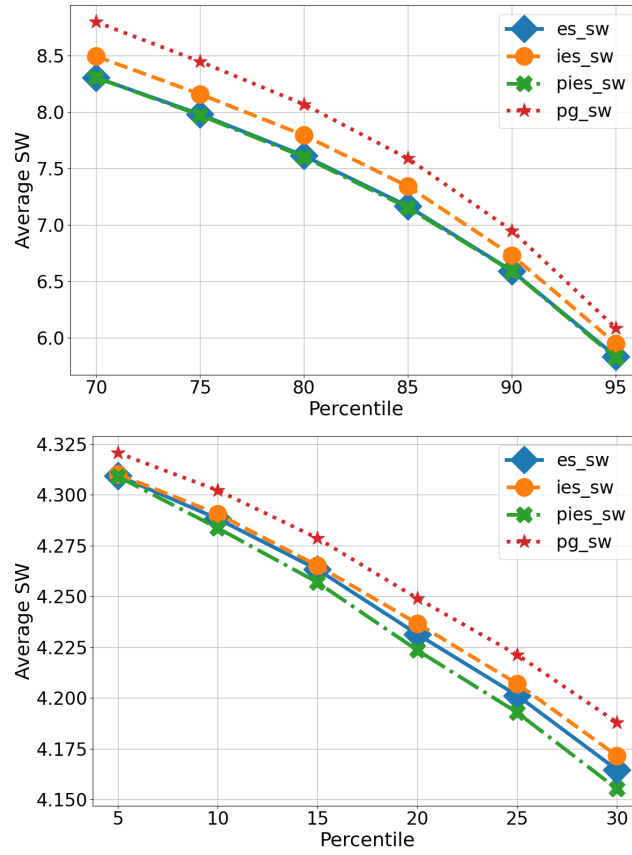 8.5
8.0
7.5
7.0
6.5
6.0
Average SW
70 75 80 85 90 95
Percentile
es_sw
ies_sw
pies_sw
pg_sw
4.325
4.300
4.275
4.250
4.225
4.200
4.175
4.150
Average SW
5 10 15 20 25 30
Percentile
es_sw
ies_sw
pies_sw
pg_sw